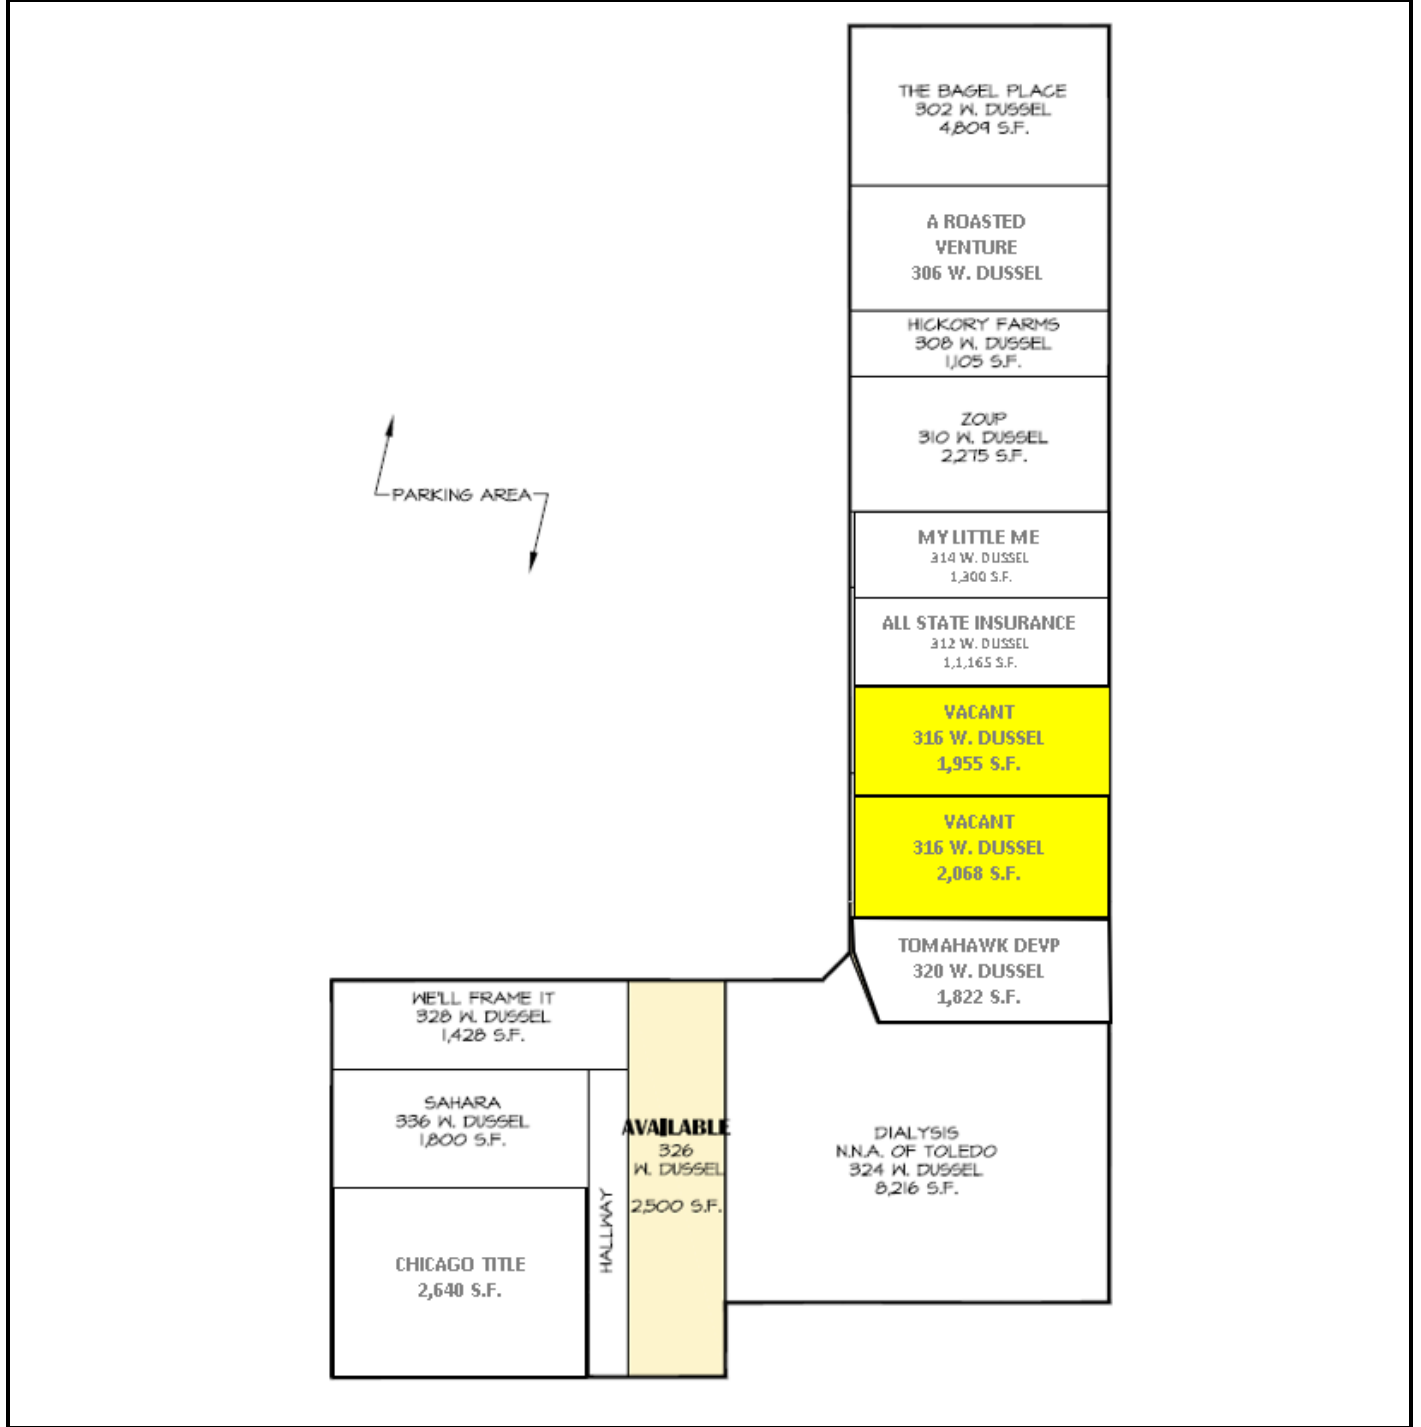 THE BAGEL PLACE
302 W. DUSSEL
4,809 S.F.
A ROASTED
VENTURE
306 W. DUSSEL
HICKORY FARMS
308 W. DUSSEL
1,105 S.F.
ZOUP
310 W. DUSSEL
2,275 S.F.
PARKING AREA
MY LITTLE ME
314 W. DUSSEL
1,300 S.F.
ALL STATE INSURANCE
312 W. DUSSEL
1,1,165 S.F.
VACANT
316 W. DUSSEL
1,955 S.F.
VACANT
316 W. DUSSEL
2,068 S.F.
TOMAHAWK DEVP
320 W. DUSSEL
1,822 S.F.
WE'LL FRAME IT
328 W. DUSSEL
1,428 S.F.
SAHARA
336 W. DUSSEL
1,800 S.F.
CHICAGO TITLE
2,640 S.F.
HALLWAY
AVAILABLE
326
W. DUSSEL
2,500 S.F.
DIALYSIS
N.N.A. OF TOLEDO
324 W. DUSSEL
8,216 S.F.